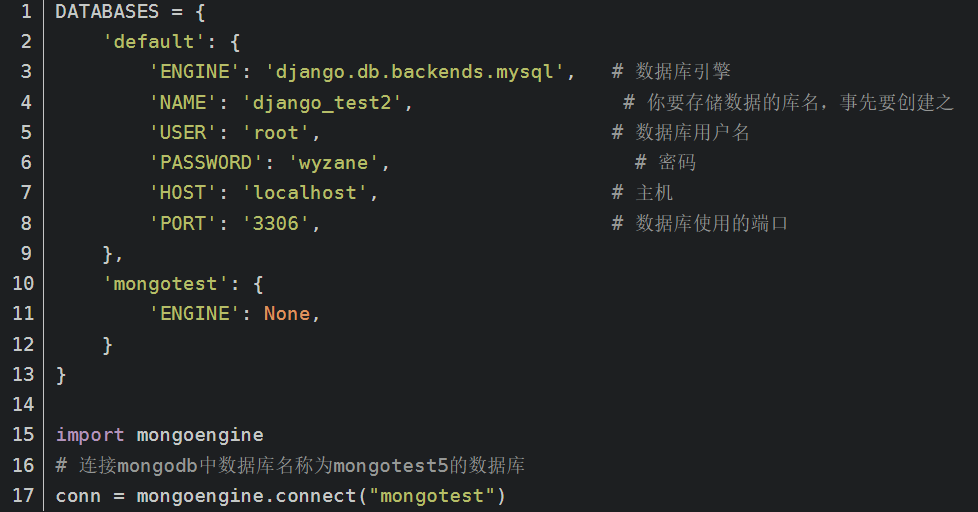 1 DATABASES = {
2     'default': {
3         'ENGINE': 'django.db.backends.mysql',   # 数据库引擎
4         'NAME': 'django_test2',                  # 你要存储数据的库名，事先要创建之
5         'USER': 'root',                         # 数据库用户名
6         'PASSWORD': 'wyzane',                     # 密码
7         'HOST': 'localhost',                    # 主机
8         'PORT': '3306',                         # 数据库使用的端口
9     },
10     'mongotest': {
11         'ENGINE': None,
12     }
13 }
14
15 import mongoengine
16 # 连接mongodb中数据库名称为mongotest5的数据库
17 conn = mongoengine.connect("mongotest")